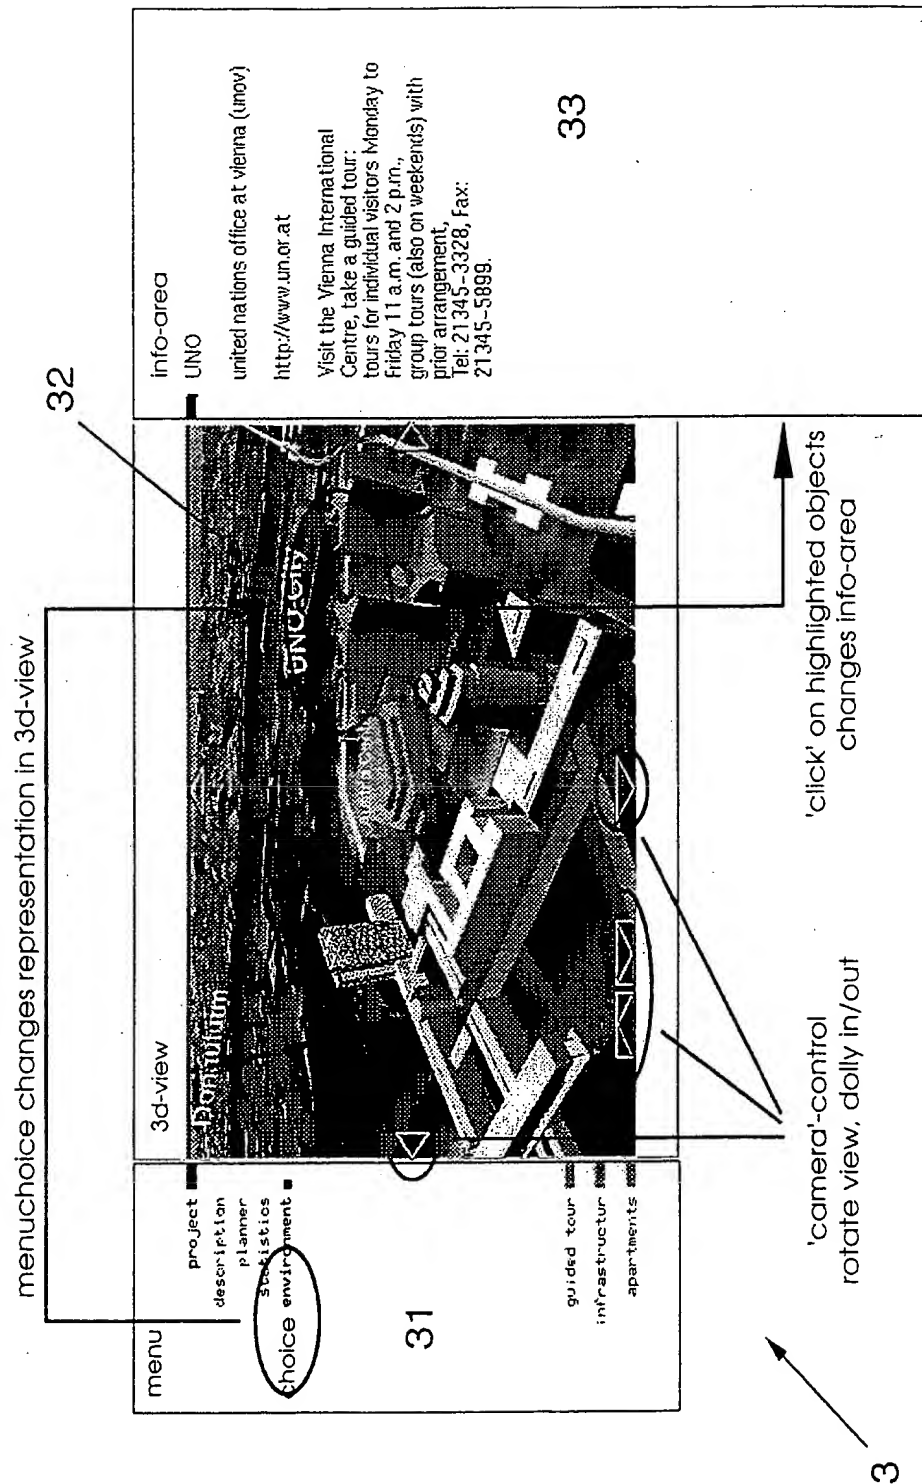 menuchoice changes representation in 3d-view
32
menu
project
description
planner
statistics
choice environment
31
guided tour
infrastructur
apartments
3d-view
Donauturm
UNO-City
info-area
UNO
united nations office at vienna (unov)
http://www.un.or.at
Visit the Vienna International
Centre, take a guided tour:
tours for individual visitors Monday to
Friday 11 a.m. and 2 p.m.,
group tours (also on weekends) with
prior arrangement,
Tel: 21345-3328, Fax:
21345-5899.
33
'camera'-control
rotate view, dolly in/out
'click' on highlighted objects
changes info-area
3